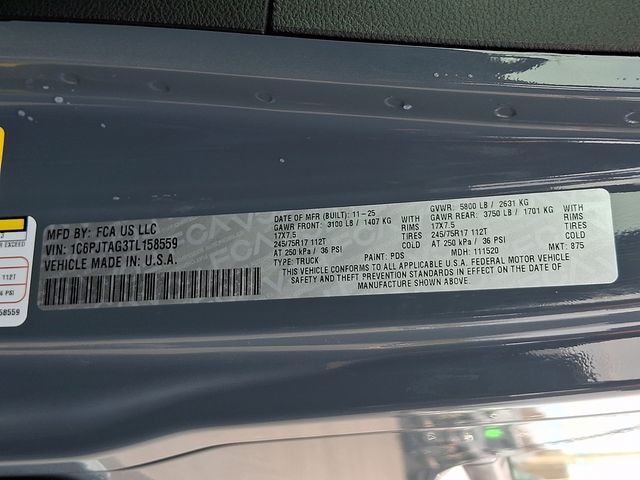 MFD BY: FCA US LLC
VIN: 1C6PJTAG3TL158559
VEHICLE MADE IN: U.S.A.
DATE OF MFR (BUILT): 11-25
GAWR FRONT: 3100 LB / 1407 KG WITH
17X7.5 RIMS
245/75R17 112T TIRES
AT 250 kPa / 36 PSI COLD
TYPE: TRUCK PAINT: PDS
GVWR: 5800 LB / 2631 KG
GAWR REAR: 3750 LB / 1701 KG WITH
17X7.5 RIMS
245/75R17 112T TIRES
AT 250 kPa / 36 PSI COLD
MDH: 111520 MKT: 875
THIS VEHICLE CONFORMS TO ALL APPLICABLE U.S.A. FEDERAL MOTOR VEHICLE
SAFETY AND THEFT PREVENTION STANDARDS IN EFFECT ON THE DATE OF
MANUFACTURE SHOWN ABOVE.
EXCEED
112T
PSI
58559